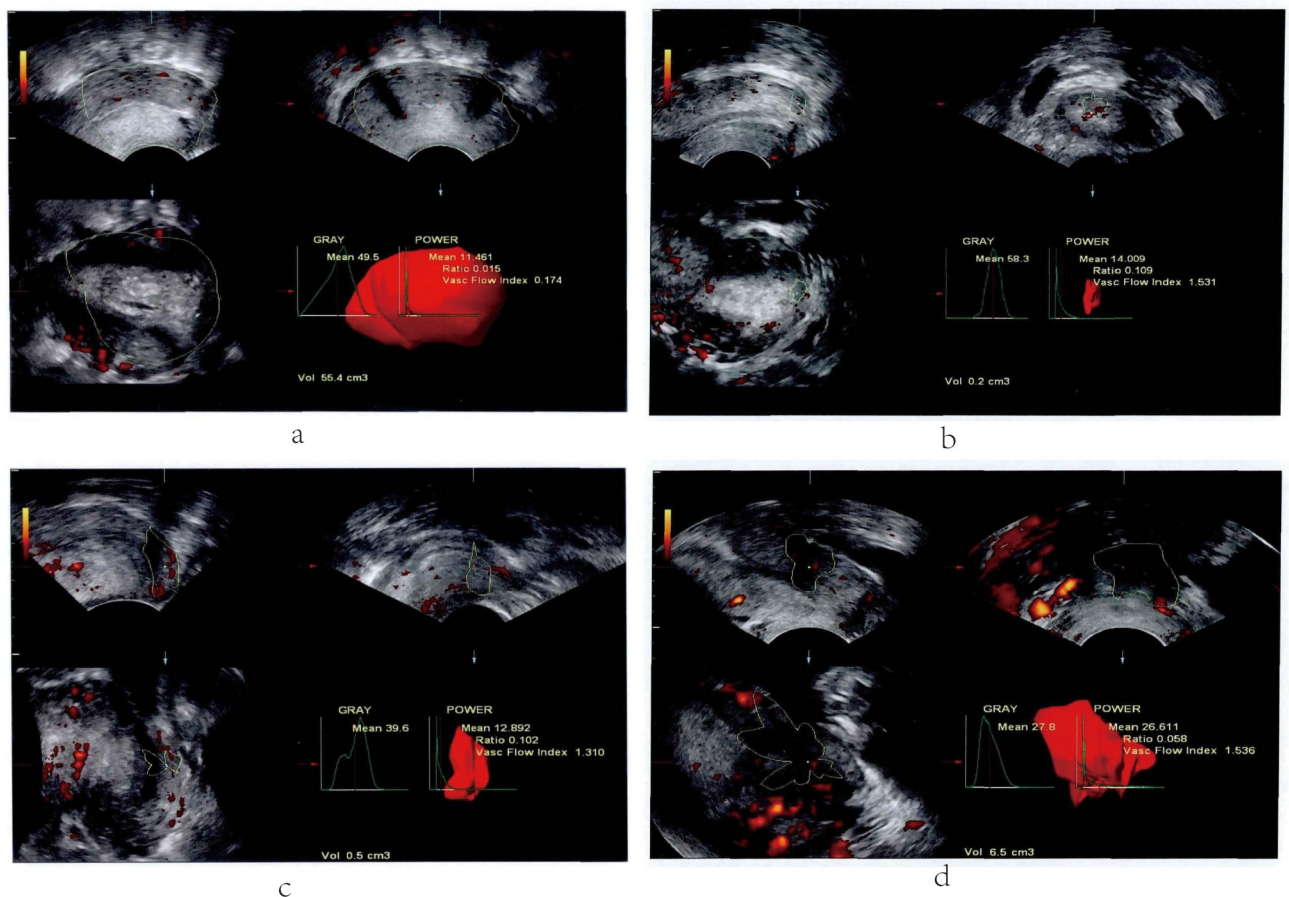 GRAY
POWER
Mean 49.5
Mean 11.461
Ratio 0.015
Vasc Flow Index 0.174
Vol 55.4 cm3
a
GRAY
POWER
Mean 58.3
Mean 14.009
Ratio 0.109
Vasc Flow Index 1.531
Vol 0.2 cm3
b
GRAY
POWER
Mean 39.6
Mean 12.892
Ratio 0.102
Vasc Flow Index 1.310
Vol 0.5 cm3
c
GRAY
POWER
Mean 27.8
Mean 26.611
Ratio 0.058
Vasc Flow Index 1.536
Vol 6.5 cm3
d